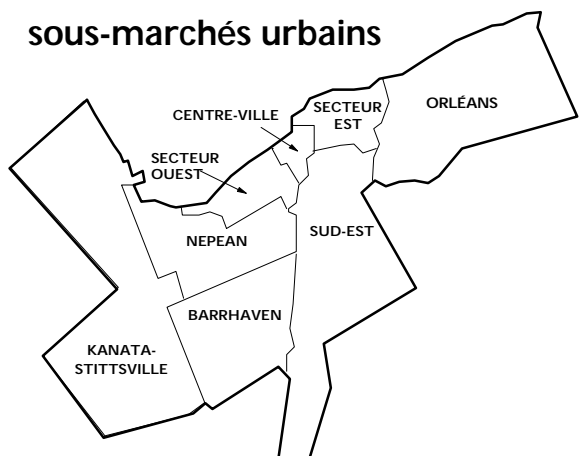 sous-marchés urbains
CENTRE-VILLE
SECTEUR
EST
ORLÉANS
SECTEUR
OUEST
NEPEAN
SUD-EST
BARRHAVEN
KANATA-
STITTSVILLE